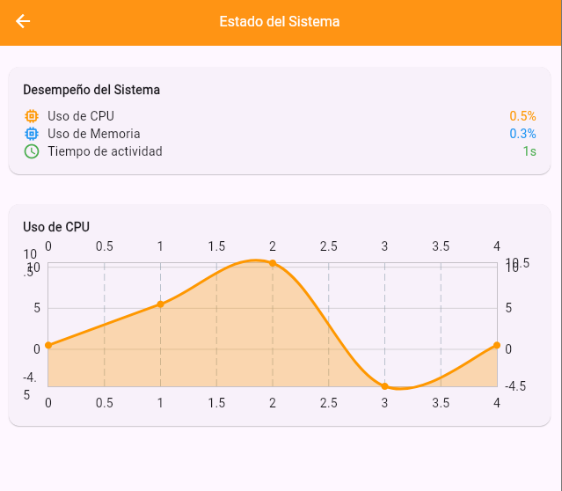 Estado del Sistema
Desempeño del Sistema
Uso de CPU 0.5%
Uso de Memoria 0.3%
Tiempo de actividad 1s
Uso de CPU
0 0.5 1 1.5 2 2.5 3 3.5 4
10
.5
10
10.5
10
5 5
0 0
-4.
5
-4.5
0 0.5 1 1.5 2 2.5 3 3.5 4